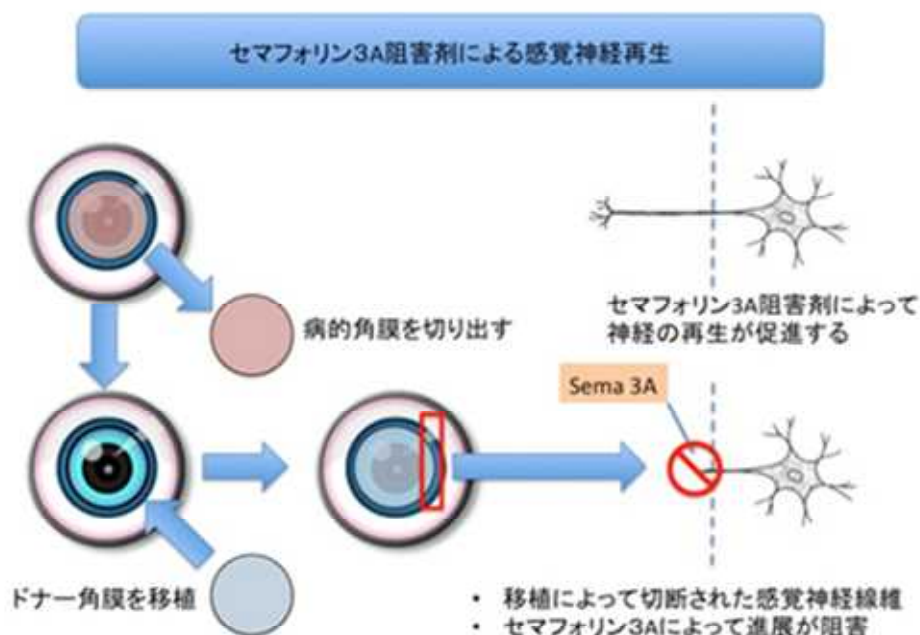 セマフォリン3A阻害剤による感覚神経再生
病的角膜を切り出す
セマフォリン3A阻害剤によって
神経の再生が促進する
Sema 3A
ドナー角膜を移植
• 移植によって切断された感覚神経線維
• セマフォリン3Aによって進展が阻害